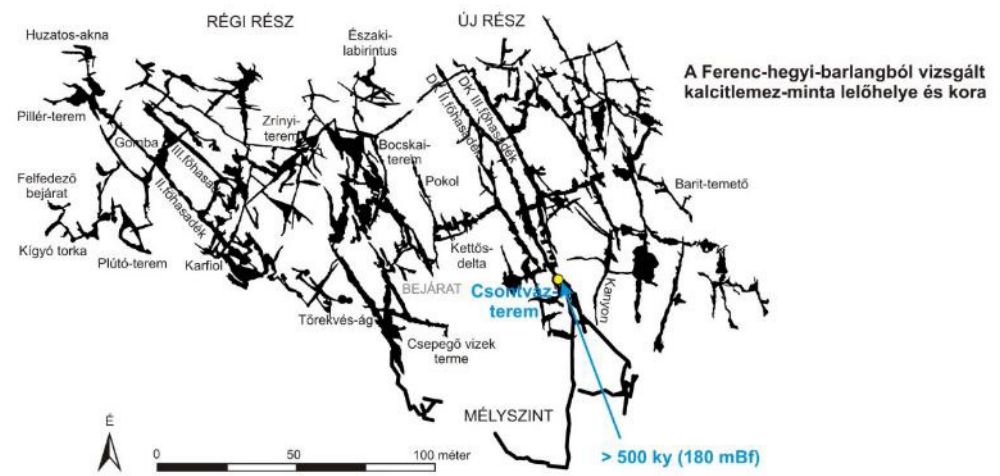 RÉGI RÉSZ
ÚJ RÉSZ
Huzatos-akna
Északi-
labirintus
A Ferenc-hegyi-barlangból vizsgált
kalcitlemez-minta lelőhelye és kora
DK II.főhasadék
DK III.főhasadék
Pillér-terem
Zrínyi-
terem
Gomba
III.főhasadék
II.főhasadék
Bocskai-
terem
Pokol
Felfedező
bejárat
Barit-temető
Kígyó torka
Plútó-terem
Karfiol
Kettős-
delta
BEJÁRAT
Csontváz-
terem
Kanyon
Törekvés-ág
Csepegő vizek
terme
MÉLYSZINT
É
0 50 100 méter
> 500 ky (180 mBf)